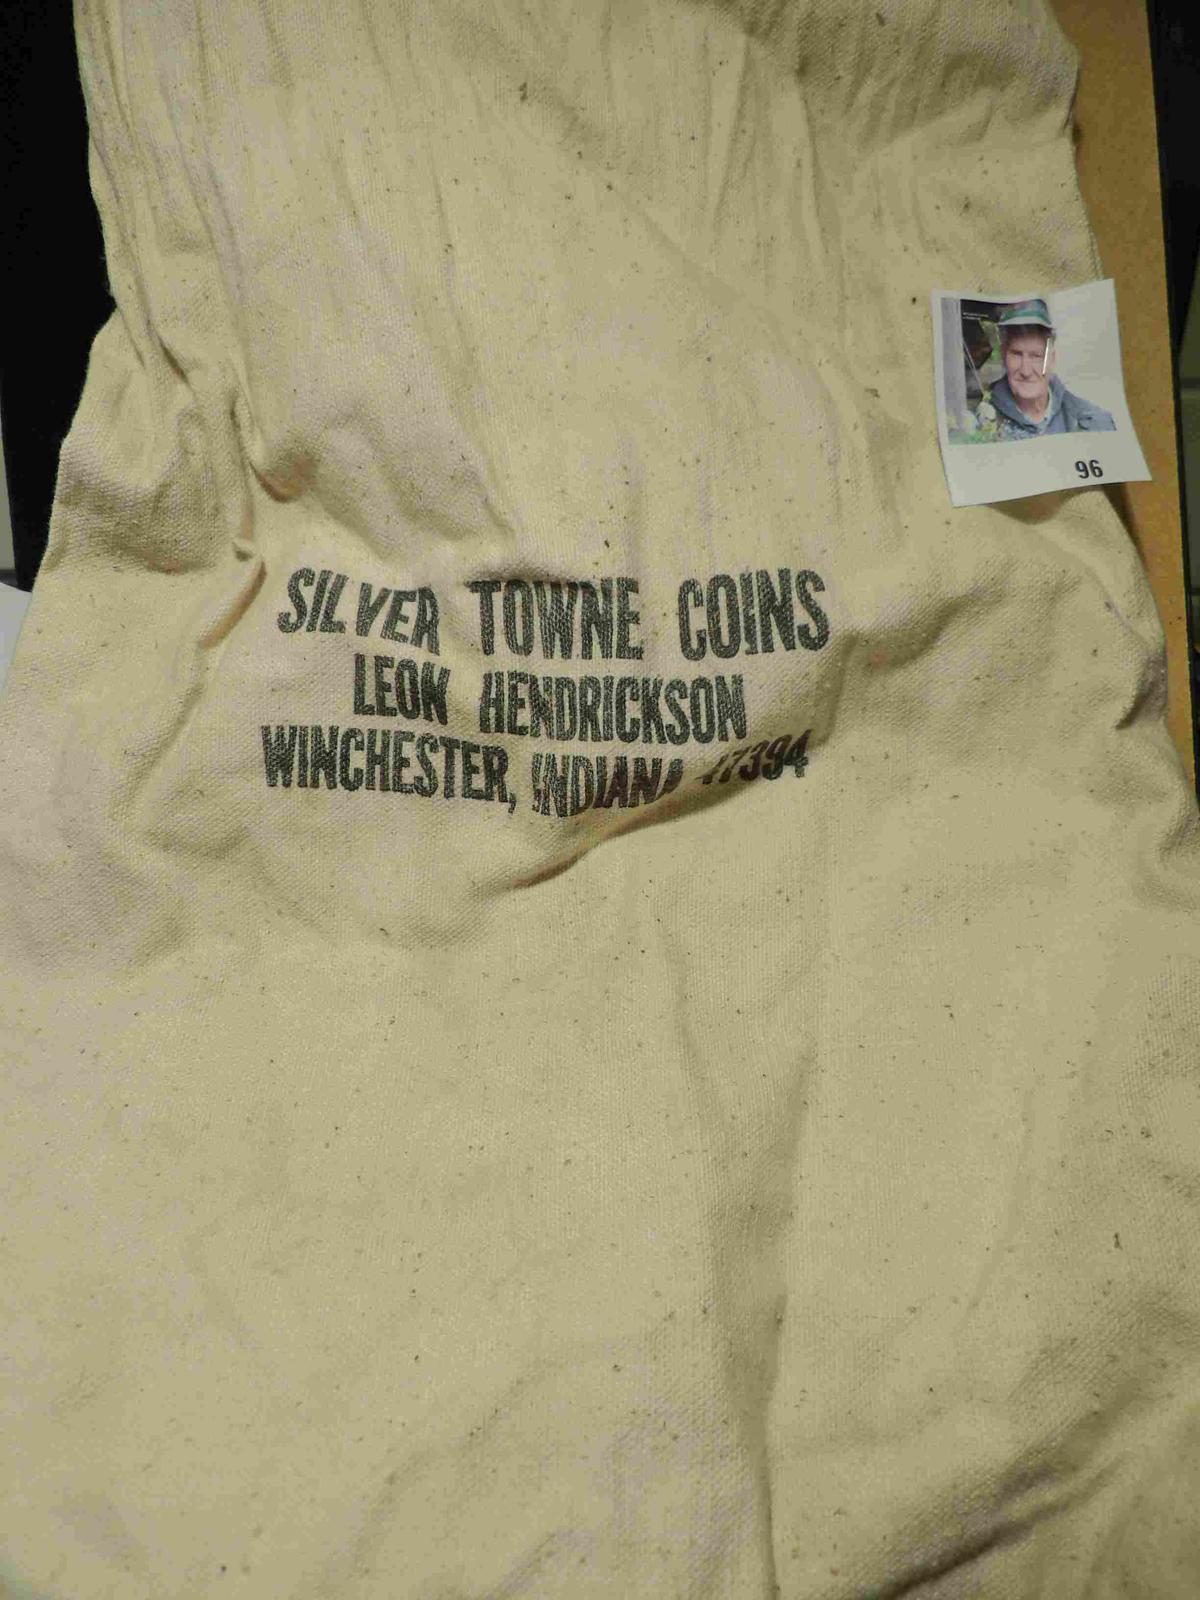 96
SILVER TOWNE COINS
LEON HENDRICKSON
WINCHESTER, INDIANA 47394